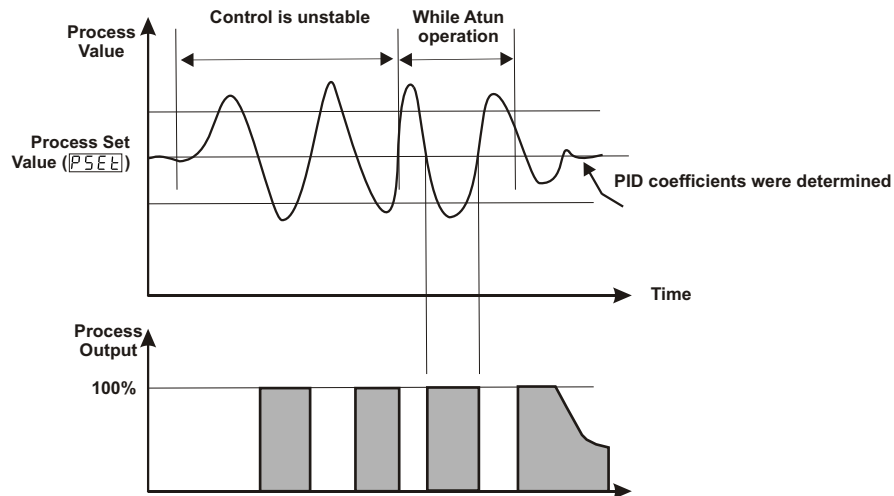 Control is unstable
While Atun
operation
Process
Value
Process Set
Value (PSEt)
PID coefficients were determined
Time
Process
Output
100%